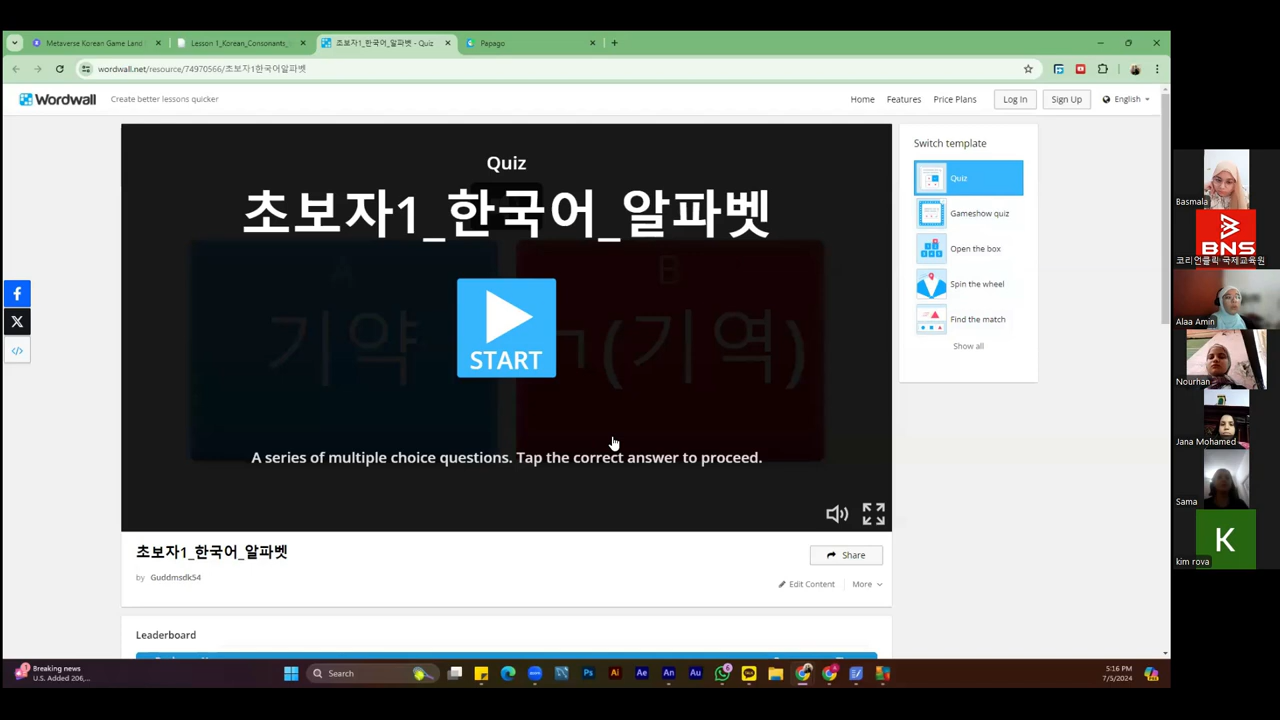 Metaverse Korean Game Land
Lesson 1_Korean_Consonants_
초보자1_한국어_알파벳 - Quiz
Papago
wordwall.net/resource/74970566/초보자1한국어알파벳
Wordwall
Create better lessons quicker
Home
Features
Price Plans
Log In
Sign Up
English
Quiz
초보자1_한국어_알파벳
A
B
기약
ㄱ(기역)
START
A series of multiple choice questions. Tap the correct answer to proceed.
Switch template
Quiz
Gameshow quiz
Open the box
Spin the wheel
Find the match
Show all
초보자1_한국어_알파벳
by Guddmsdk54
Share
Edit Content
More
Leaderboard
Basmala
BNS
코리언클릭 국제교육원
Alaa Amin
Nourhan
Jana Mohamed
Sama
K
kim rova
Breaking news
U.S. Added 206,...
Search
5:16 PM
7/5/2024